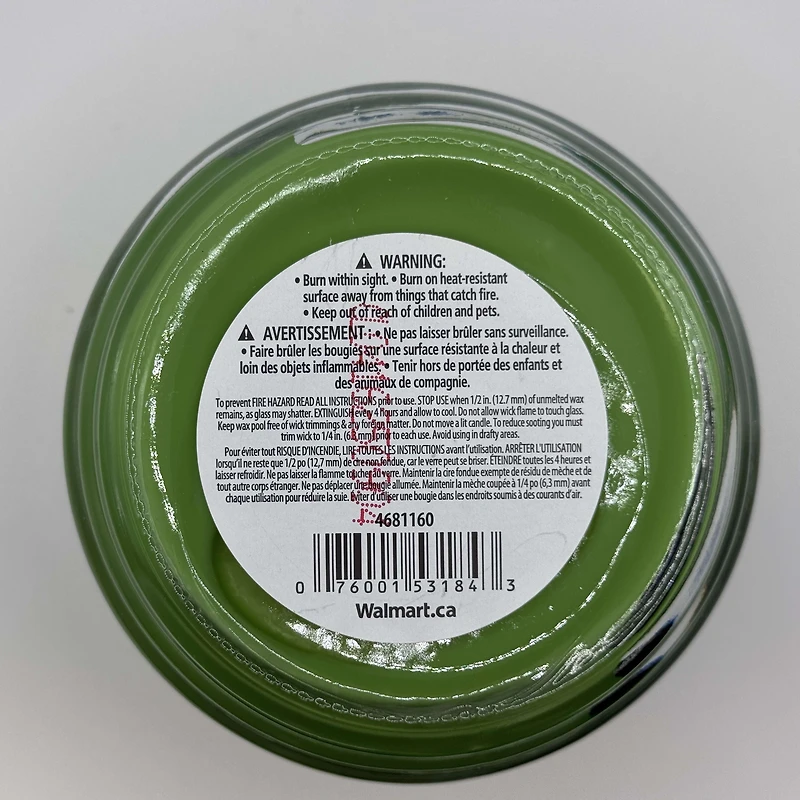 ⚠ WARNING:
• Burn within sight. • Burn on heat-resistant
surface away from things that catch fire.
• Keep out of reach of children and pets.
⚠ AVERTISSEMENT : • Ne pas laisser brûler sans surveillance.
• Faire brûler les bougies sur une surface résistante à la chaleur et
loin des objets inflammables. • Tenir hors de portée des enfants et
des animaux de compagnie.
To prevent FIRE HAZARD READ ALL INSTRUCTIONS prior to use. STOP USE when 1/2 in. (12.7 mm) of unmelted wax
remains, as glass may shatter. EXTINGUISH every 4 hours and allow to cool. Do not allow wick flame to touch glass.
Keep wax pool free of wick trimmings & any foreign matter. Do not move a lit candle. To reduce sooting you must
trim wick to 1/4 in. (6.3 mm) prior to each use. Avoid using in drafty areas.
Pour éviter tout RISQUE D'INCENDIE, LIRE TOUTES LES INSTRUCTIONS avant l'utilisation. ARRÊTER L'UTILISATION
lorsqu'il ne reste que 1/2 po (12,7 mm) de cire non fondue, car le verre peut se briser. ÉTEINDRE toutes les 4 heures et
laisser refroidir. Ne pas laisser la flamme toucher au verre. Maintenir la cire fondue exempte de résidu de mèche et de
tout autre corps étranger. Ne pas déplacer une bougie allumée. Maintenir la mèche coupée à 1/4 po (6,3 mm) avant
chaque utilisation pour réduire la suie. Éviter d'utiliser une bougie dans les endroits soumis à des courants d'air.
4681160
0 76001 53184 3
Walmart.ca